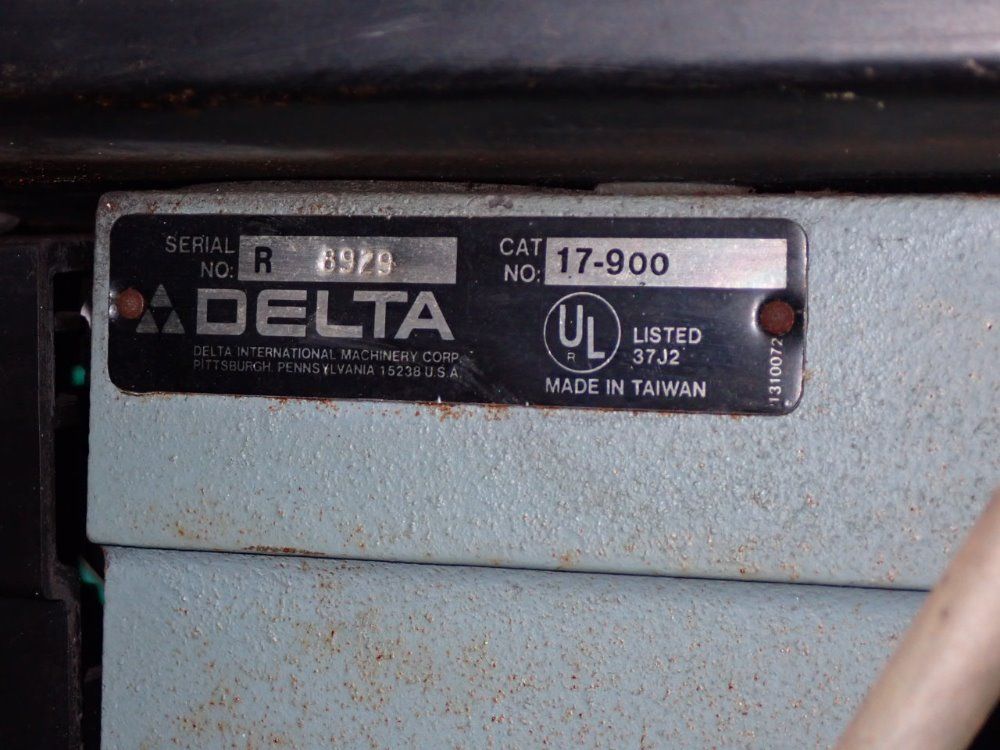 SERIAL
NO: R 8929
CAT
NO: 17-900
DELTA
DELTA INTERNATIONAL MACHINERY CORP.
PITTSBURGH, PENNSYLVANIA 15238 U.S.A.
UL
R
LISTED
37J2
MADE IN TAIWAN
1310072